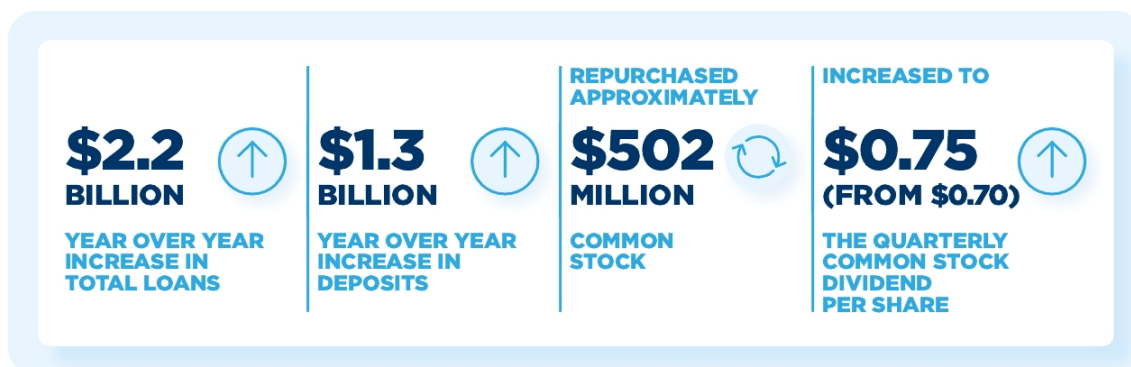 $2.2
BILLION
YEAR OVER YEAR
INCREASE IN
TOTAL LOANS
$1.3
BILLION
YEAR OVER YEAR
INCREASE IN
DEPOSITS
REPURCHASED
APPROXIMATELY
$502
MILLION
COMMON
STOCK
INCREASED TO
$0.75
(FROM $0.70)
THE QUARTERLY
COMMON STOCK
DIVIDEND
PER SHARE